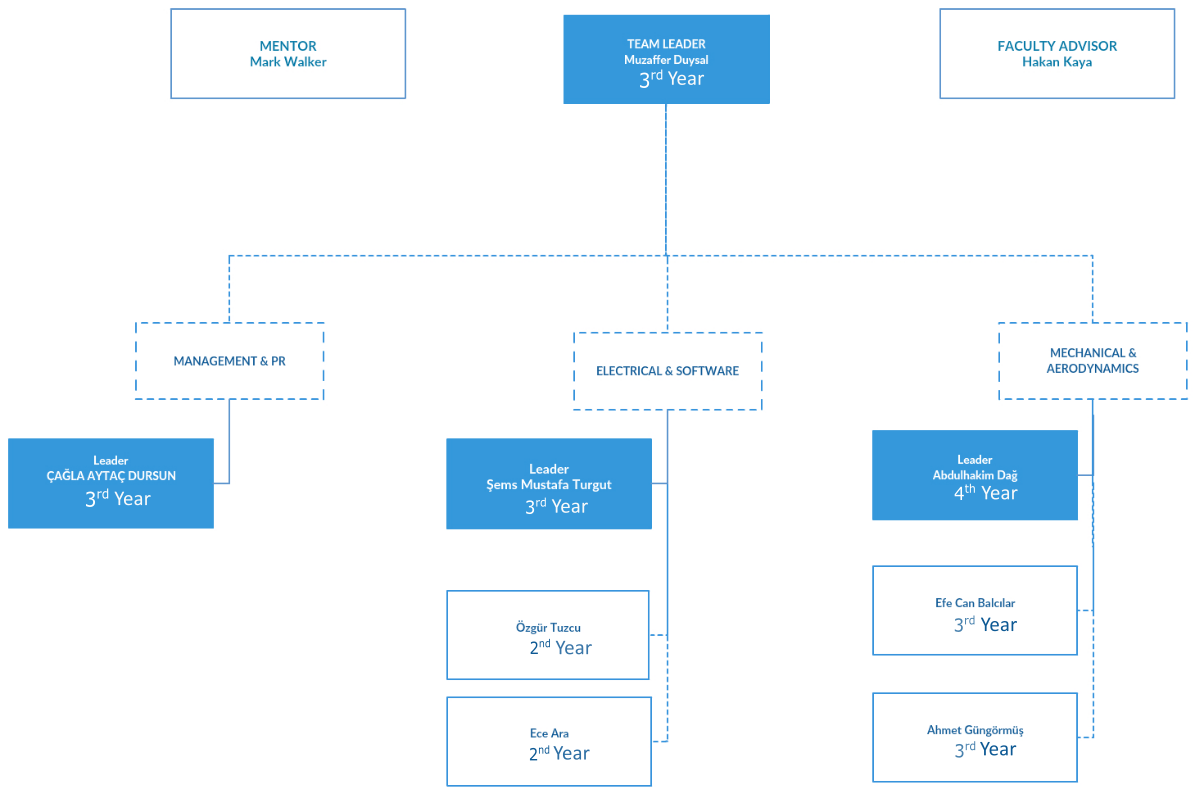 MENTOR
Mark Walker
TEAM LEADER
Muzaffer Duysal
3rd Year
FACULTY ADVISOR
Hakan Kaya
MANAGEMENT & PR
ELECTRICAL & SOFTWARE
MECHANICAL &
AERODYNAMICS
Leader
ÇAĞLA AYTAÇ DURSUN
3rd Year
Leader
Şems Mustafa Turgut
3rd Year
Leader
Abdulhakim Dağ
4th Year
Özgür Tuzcu
2nd Year
Efe Can Balcılar
3rd Year
Ece Ara
2nd Year
Ahmet Güngörmüş
3rd Year